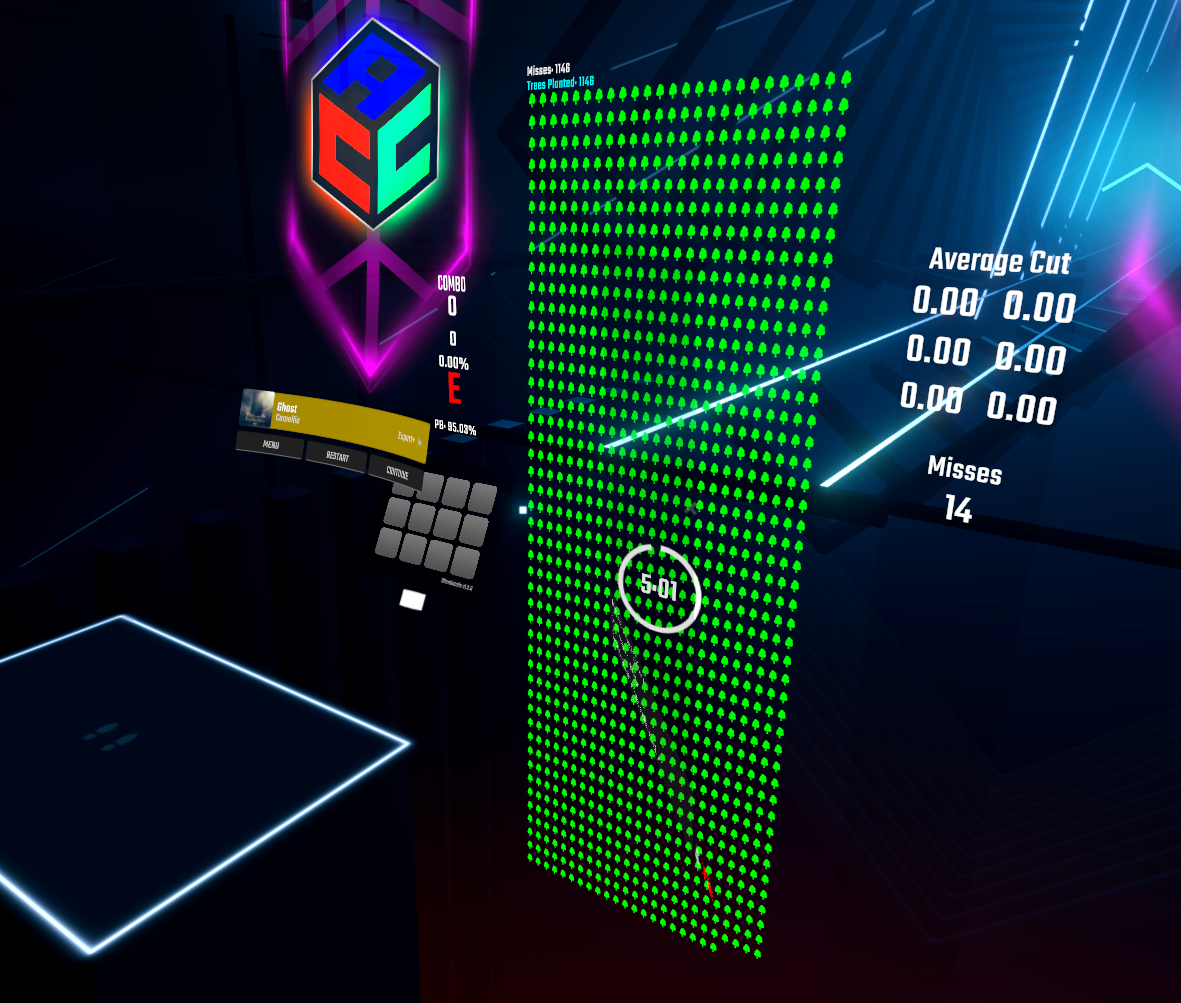 Misses: 1146
Trees Planted: 1146
A
C C
COMBO
0
0
0.00%
E
PB: 95.03%
Ghost
Camellia
Expert+
MENU
RESTART
CONTINUE
5:01
Average Cut
0.00 0.00
0.00 0.00
0.00 0.00
Misses
14